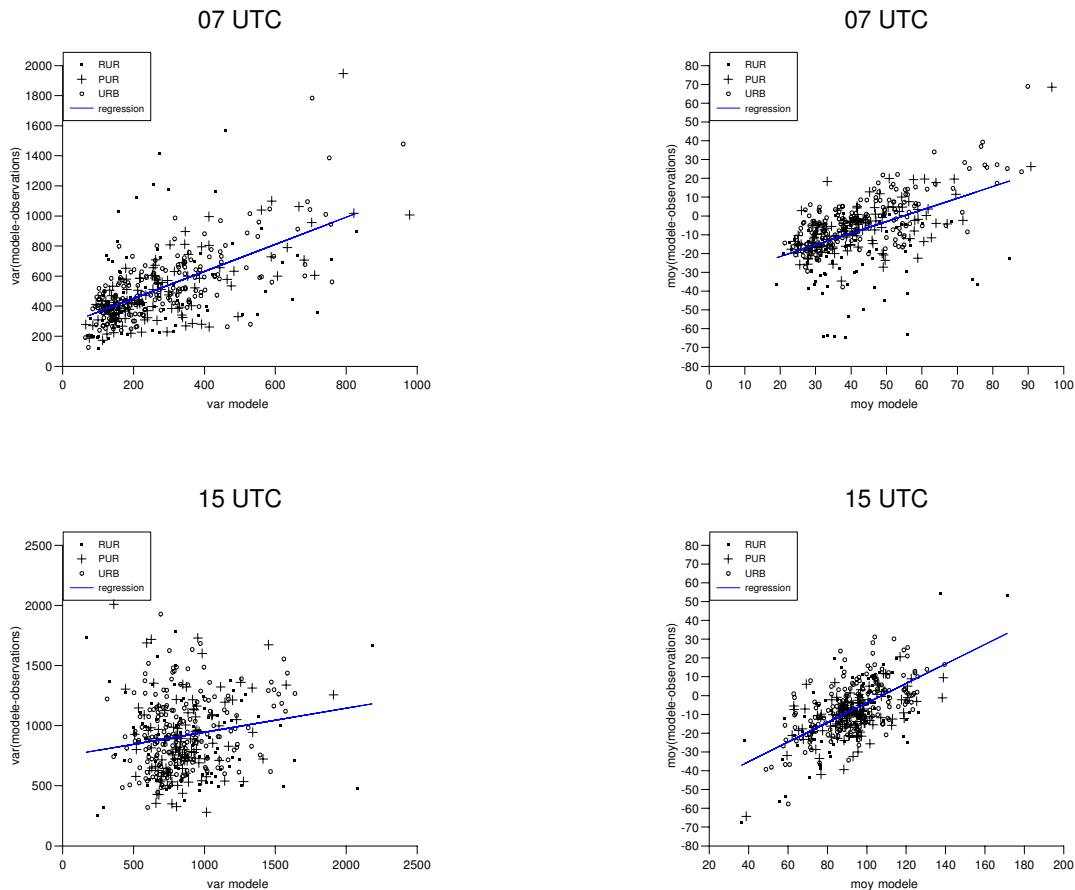 07 UTC
RUR
PUR
URB
regression
var(modele-observations)
2000
1800
1600
1400
1200
1000
800
600
400
200
0
0 200 400 600 800 1000
var modele
07 UTC
RUR
PUR
URB
regression
moy(modele-observations)
80
70
60
50
40
30
20
10
0
-10
-20
-30
-40
-50
-60
-70
-80
0 10 20 30 40 50 60 70 80 90 100
moy modele
15 UTC
RUR
PUR
URB
regression
var(modele-observations)
2500
2000
1500
1000
500
0
0 500 1000 1500 2000 2500
var modele
15 UTC
RUR
PUR
URB
regression
moy(modele-observations)
80
70
60
50
40
30
20
10
0
-10
-20
-30
-40
-50
-60
-70
-80
20 40 60 80 100 120 140 160 180 200
moy modele